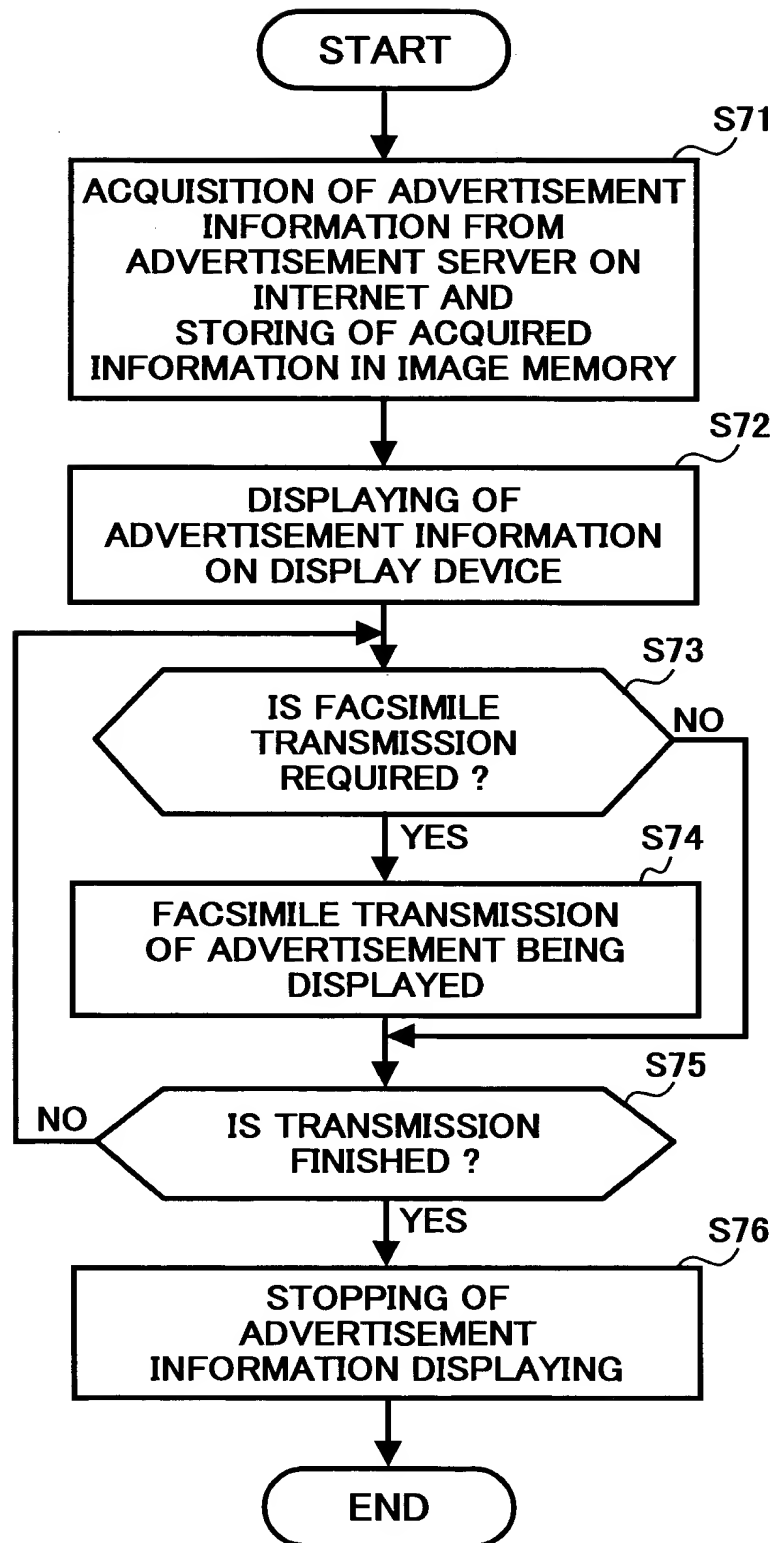 START
S71
ACQUISITION OF ADVERTISEMENT
INFORMATION FROM
ADVERTISEMENT SERVER ON
INTERNET AND
STORING OF ACQUIRED
INFORMATION IN IMAGE MEMORY
S72
DISPLAYING OF
ADVERTISEMENT INFORMATION
ON DISPLAY DEVICE
S73
IS FACSIMILE
TRANSMISSION
REQUIRED ?
NO
YES
S74
FACSIMILE TRANSMISSION
OF ADVERTISEMENT BEING
DISPLAYED
S75
NO
IS TRANSMISSION
FINISHED ?
YES
S76
STOPPING OF
ADVERTISEMENT
INFORMATION DISPLAYING
END